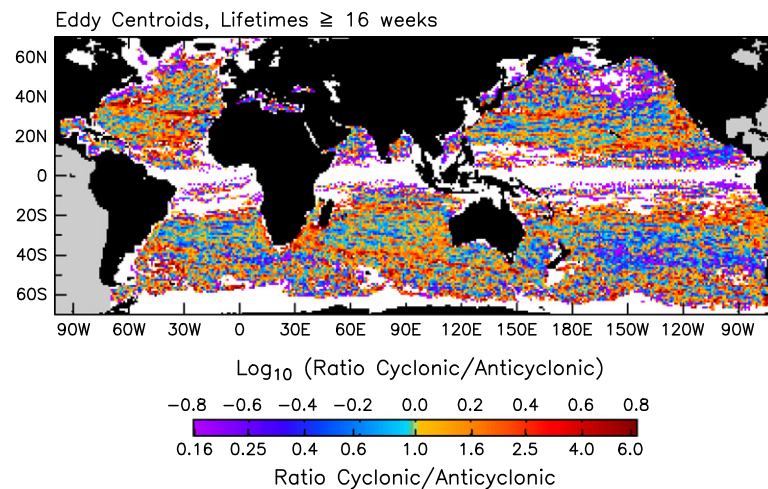 Eddy Centroids, Lifetimes ≧ 16 weeks
60N
40N
20N
0
20S
40S
60S
90W 60W 30W 0 30E 60E 90E 120E 150E 180E 150W 120W 90W
Log₁₀ (Ratio Cyclonic/Anticyclonic)
−0.8 −0.6 −0.4 −0.2 0.0 0.2 0.4 0.6 0.8
0.16 0.25 0.4 0.6 1.0 1.6 2.5 4.0 6.0
Ratio Cyclonic/Anticyclonic